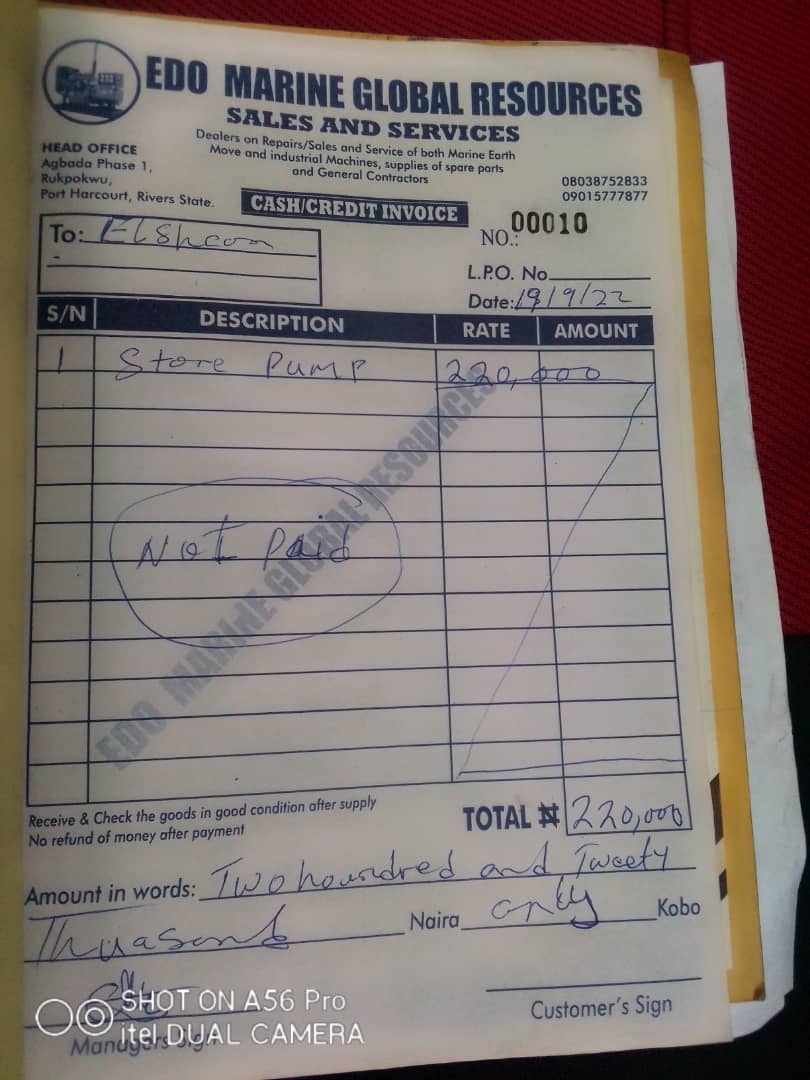 EDO MARINE GLOBAL RESOURCES
SALES AND SERVICES
Dealers on Repairs/Sales and Service of both Marine Earth
Move and industrial Machines, supplies of spare parts
and General Contractors
HEAD OFFICE
Agbada Phase 1,
Rukpokwu,
Port Harcourt, Rivers State.
08038752833
09015777877
CASH/CREDIT INVOICE
NO.: 00010
To: Elshcon
L.P.O. No
Date: 19/9/22
S/N DESCRIPTION RATE AMOUNT
1 Store Pump 220,000
EDO MARINE GLOBAL RESOURCES
Not Paid
Receive & Check the goods in good condition after supply
No refund of money after payment
TOTAL ₦ 220,000
Amount in words: Two houndred and Tweety
Thuasand Naira only Kobo
SHOT ON A56 Pro
itel DUAL CAMERA
Managers Sign
Customer's Sign